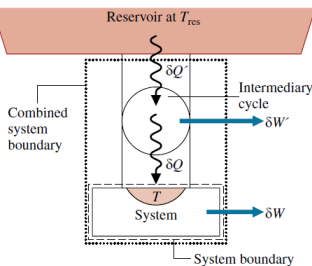 Reservoir at T_res
δQ´
Intermediary
cycle
Combined
system
boundary
δW´
δQ
T
System
δW
System boundary